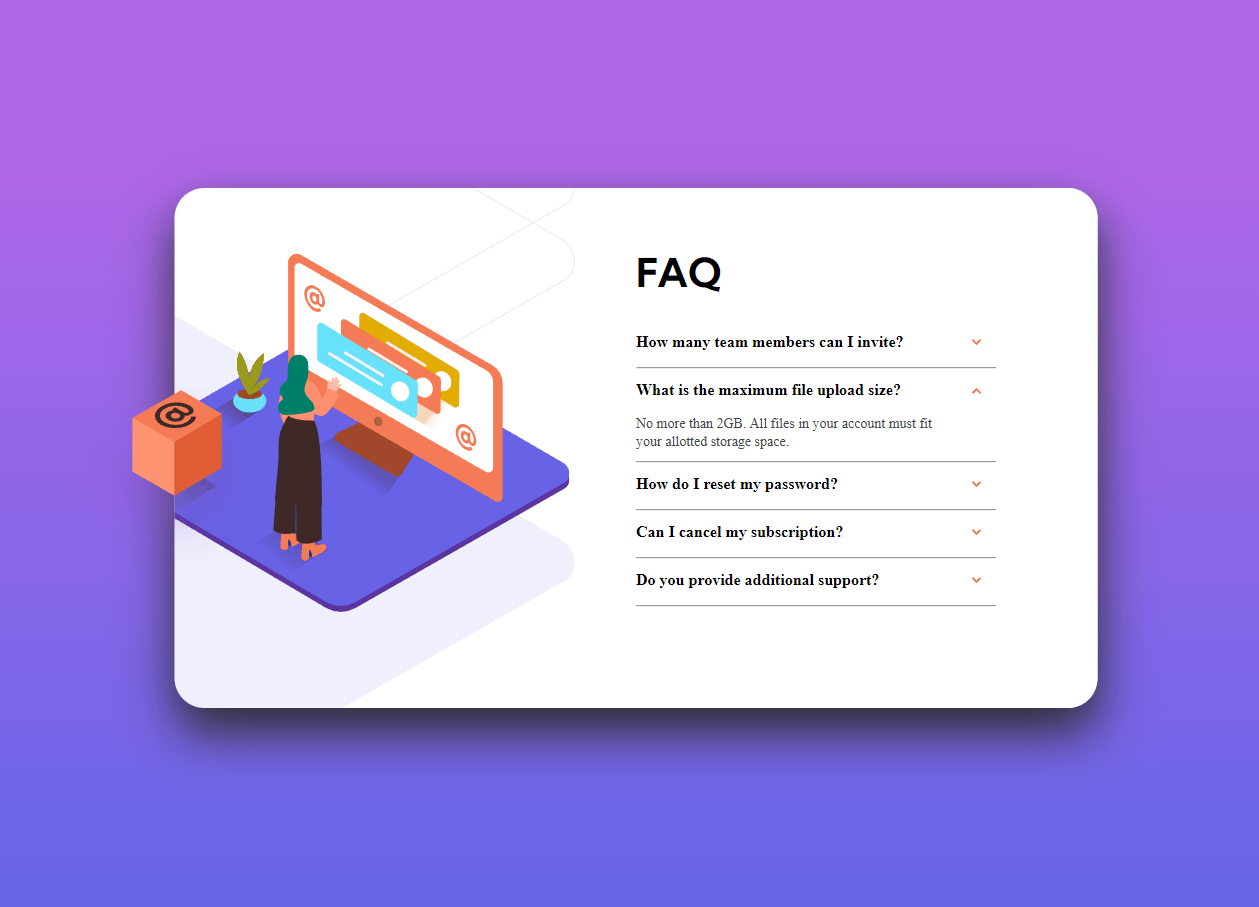 FAQ
How many team members can I invite?
What is the maximum file upload size?
No more than 2GB. All files in your account must fit
your allotted storage space.
How do I reset my password?
Can I cancel my subscription?
Do you provide additional support?
@
@
@